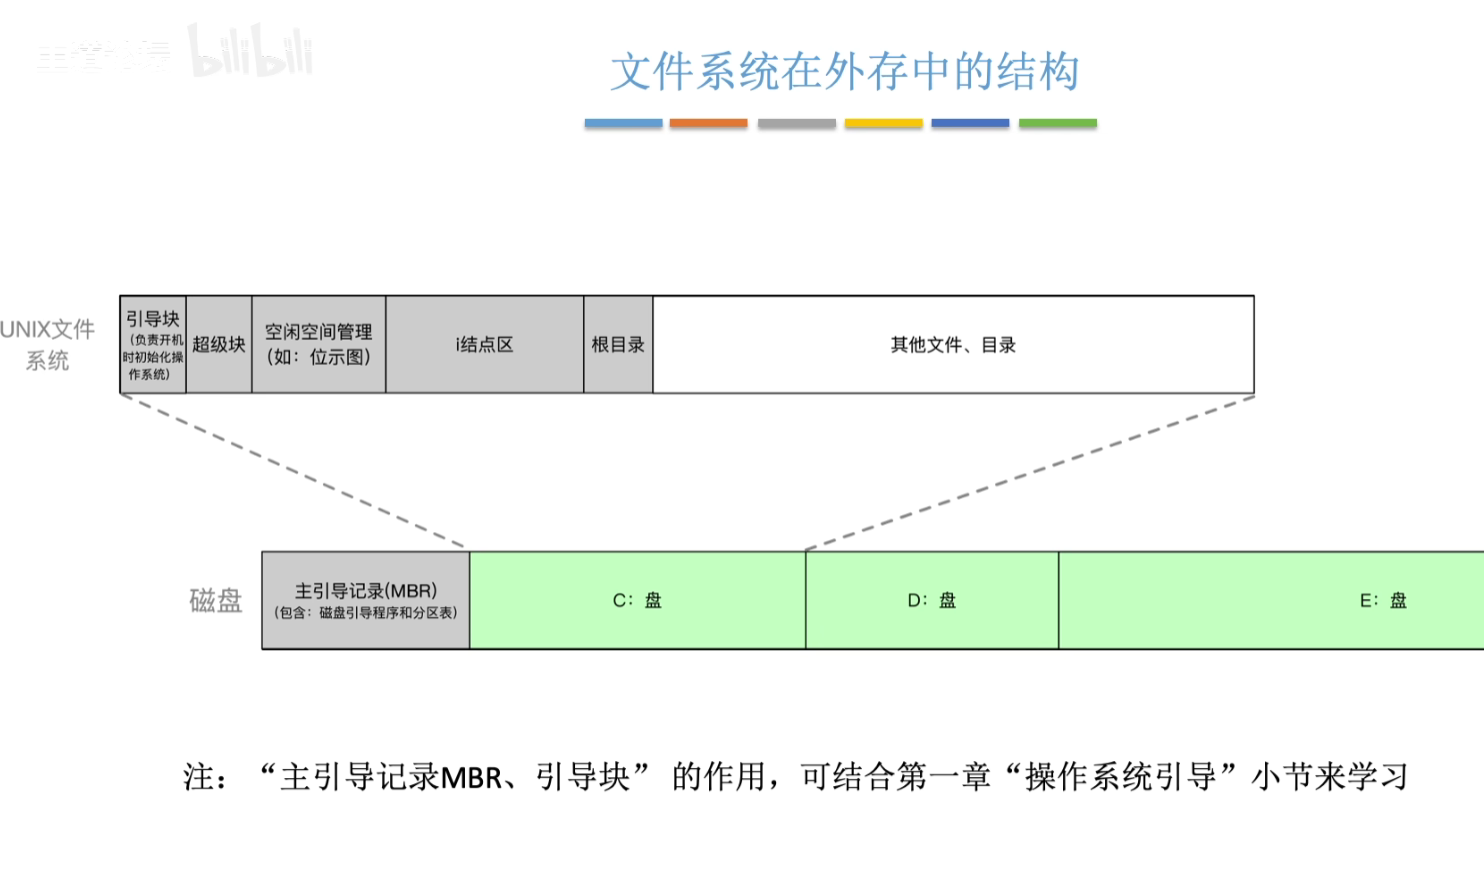 bilibili
文件系统在外存中的结构
UNIX文件
系统
引导块
（负责开机
时初始化操
作系统）
超级块
空闲空间管理
（如：位示图）
i结点区
根目录
其他文件、目录
磁盘
主引导记录(MBR)
（包含：磁盘引导程序和分区表）
C：盘
D：盘
E：盘
注：“主引导记录MBR、引导块” 的作用，可结合第一章“操作系统引导”小节来学习